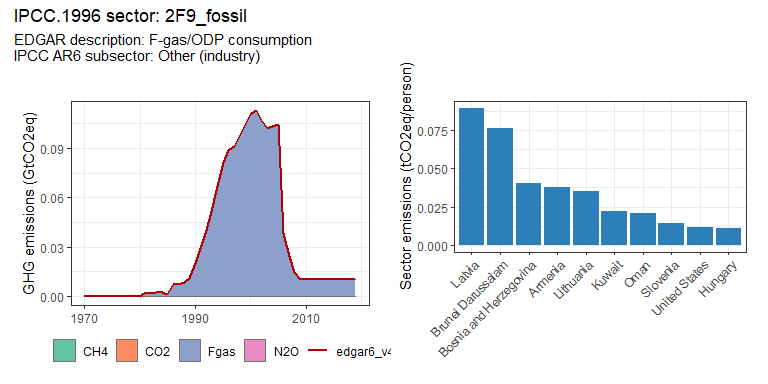 IPCC.1996 sector: 2F9_fossil
EDGAR description: F-gas/ODP consumption
IPCC AR6 subsector: Other (industry)
GHG emissions (GtCO2eq)
0.09
0.06
0.03
0.00
1970
1990
2010
CH4
CO2
Fgas
N2O
edgar6_v4
Sector emissions (tCO2eq/person)
0.075
0.050
0.025
0.000
Brunei Darussalam
Bosnia and Herzegovina
Armenia
Lithuania
Kuwait
Oman
Slovenia
United States
Hungary